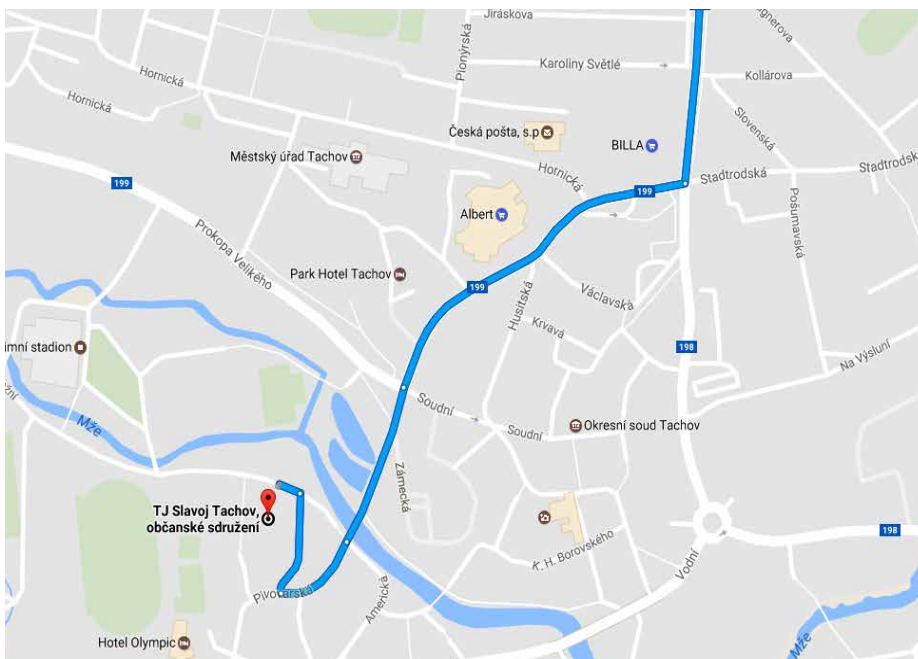 Jiráskova
Wagnerova
Pionýrská
Karoliny Světlé
Kollárova
Hornická
Hornická
Slovenská
Česká pošta, s.p
BILLA
Městský úřad Tachov
Hornická
Stadtrodská
Stadtrodská
199
199
Pošumavská
Albert
Prokopa Velikého
Park Hotel Tachov
199
Husitská
Václavská
Krvavá
imní stadion
198
Na Výsluní
Soudní
Soudní
Okresní soud Tachov
Mže
Zámecká
TJ Slavoj Tachov,
občanské sdružení
198
K. H. Borovského
Vodní
Pivovarská
Americká
Hotel Olympic
Mže